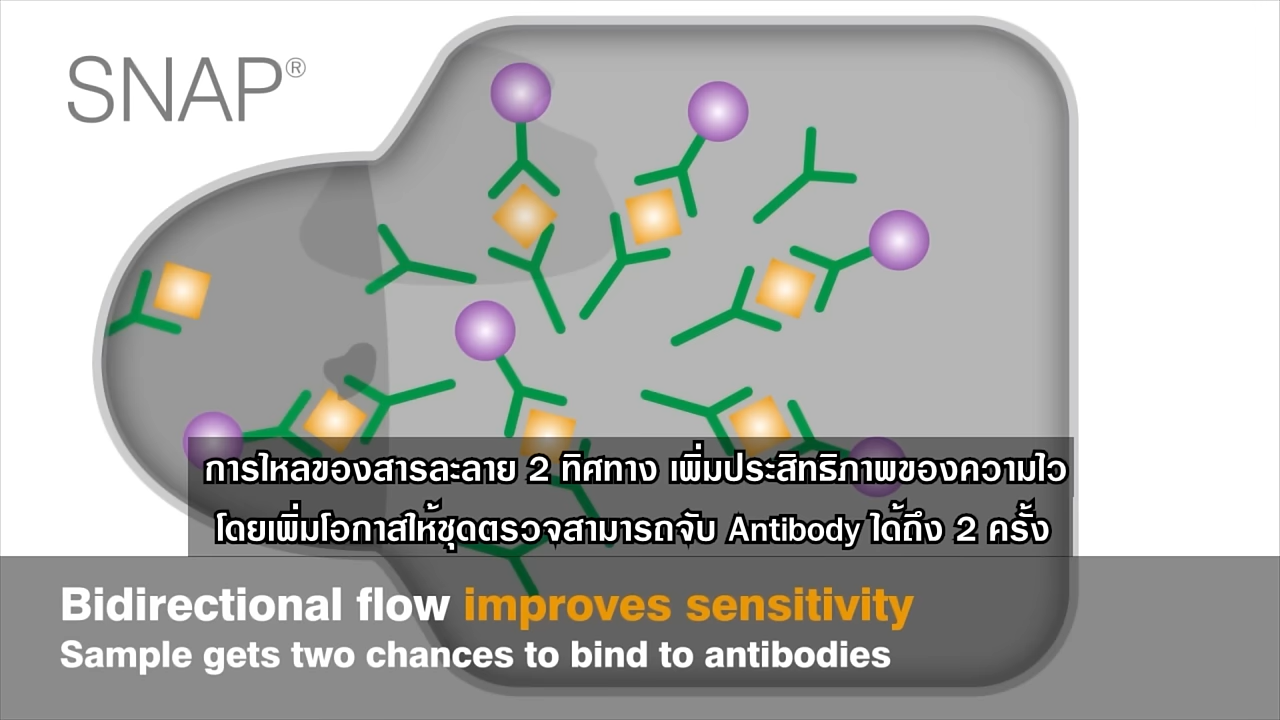 SNAP®
การไหลของสารละลาย 2 ทิศทาง เพิ่มประสิทธิภาพของความไว
โดยเพิ่มโอกาสให้ชุดตรวจสามารถจับ Antibody ได้ถึง 2 ครั้ง
Bidirectional flow improves sensitivity
Sample gets two chances to bind to antibodies